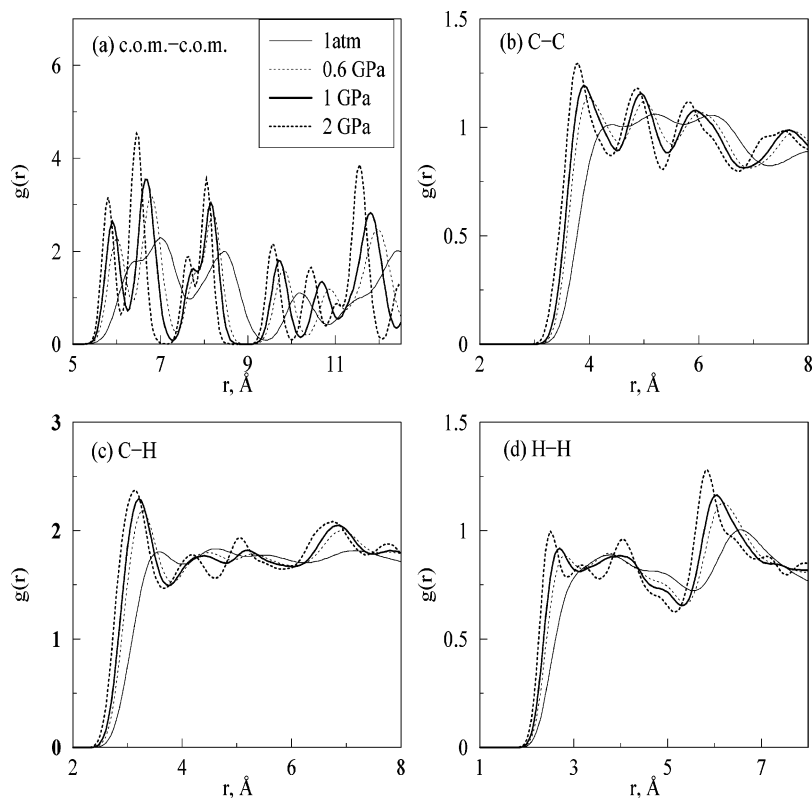 (a) c.o.m.−c.o.m.
1atm
0.6 GPa
1 GPa
2 GPa
g(r)
6
4
2
0
5 7 9 11
r, Å
(b) C−C
g(r)
1.5
1
0.5
0
2 4 6 8
r, Å
(c) C−H
g(r)
3
2
1
0
2 4 6 8
r, Å
(d) H−H
g(r)
1.5
1
0.5
0
1 3 5 7
r, Å